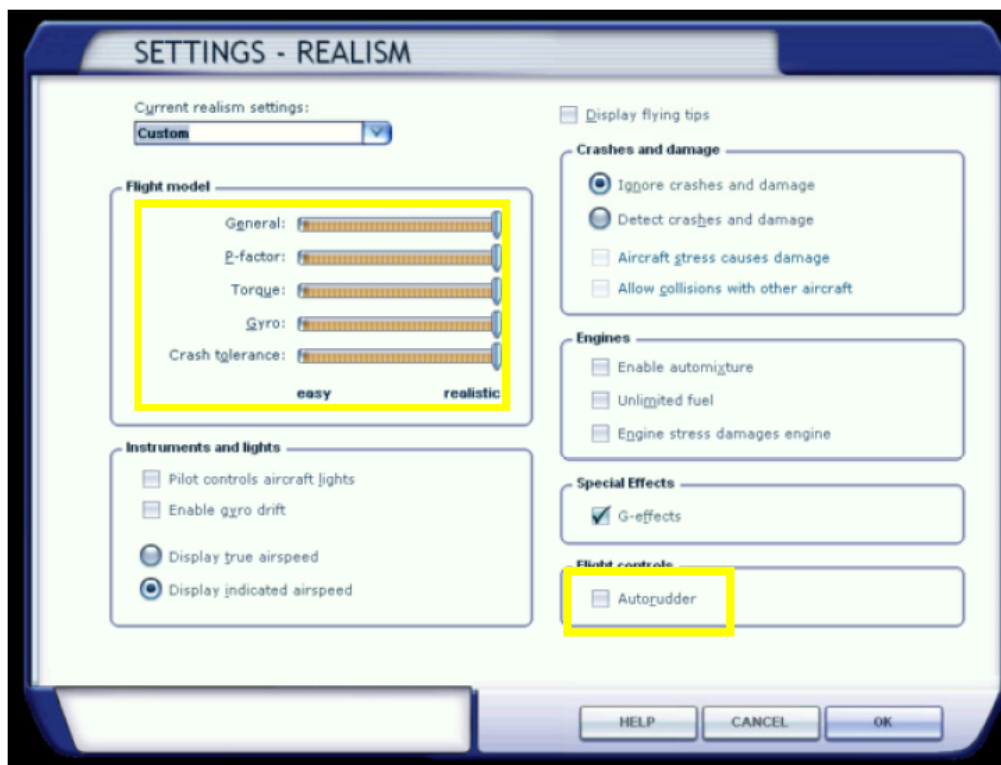 SETTINGS - REALISM
Current realism settings:
Custom
Flight model
General:
P-factor:
Torque:
Gyro:
Crash tolerance:
easy realistic
Instruments and lights
Pilot controls aircraft lights
Enable gyro drift
Display true airspeed
Display indicated airspeed
Display flying tips
Crashes and damage
Ignore crashes and damage
Detect crashes and damage
Aircraft stress causes damage
Allow collisions with other aircraft
Engines
Enable automixture
Unlimited fuel
Engine stress damages engine
Special Effects
G-effects
Flight controls
Autorudder
HELP CANCEL OK